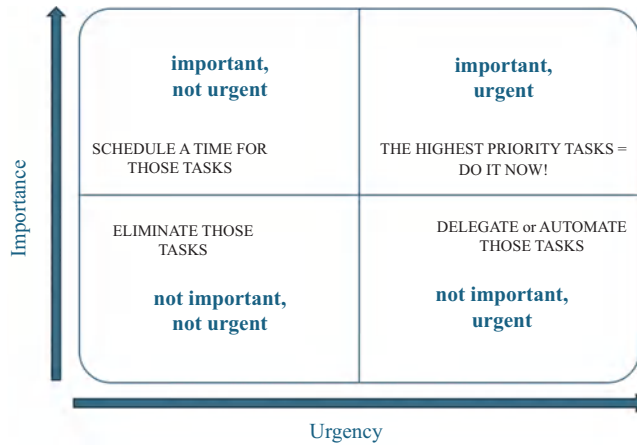 important,
not urgent
SCHEDULE A TIME FOR
THOSE TASKS
important,
urgent
THE HIGHEST PRIORITY TASKS =
DO IT NOW!
ELIMINATE THOSE
TASKS
not important,
not urgent
DELEGATE or AUTOMATE
THOSE TASKS
not important,
urgent
Importance
Urgency